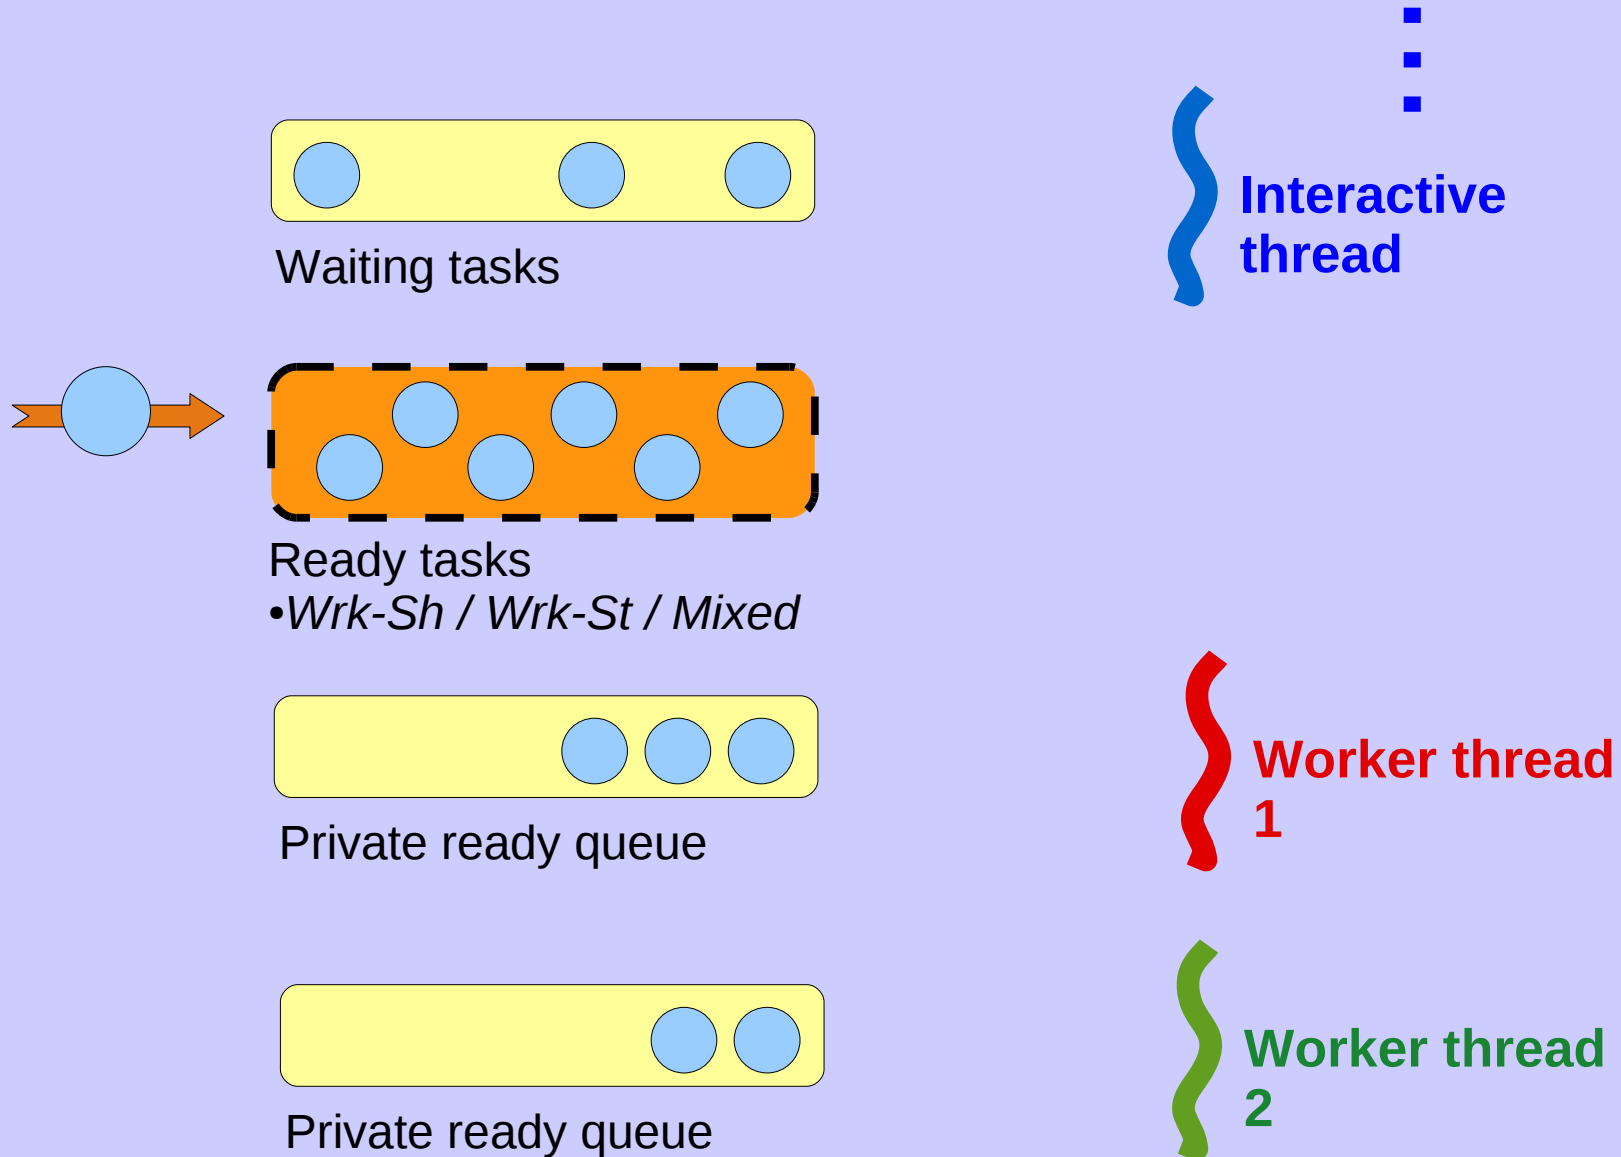 Waiting tasks
Interactive
thread
Ready tasks
•Wrk-Sh / Wrk-St / Mixed
Private ready queue
Worker thread
1
Private ready queue
Worker thread
2